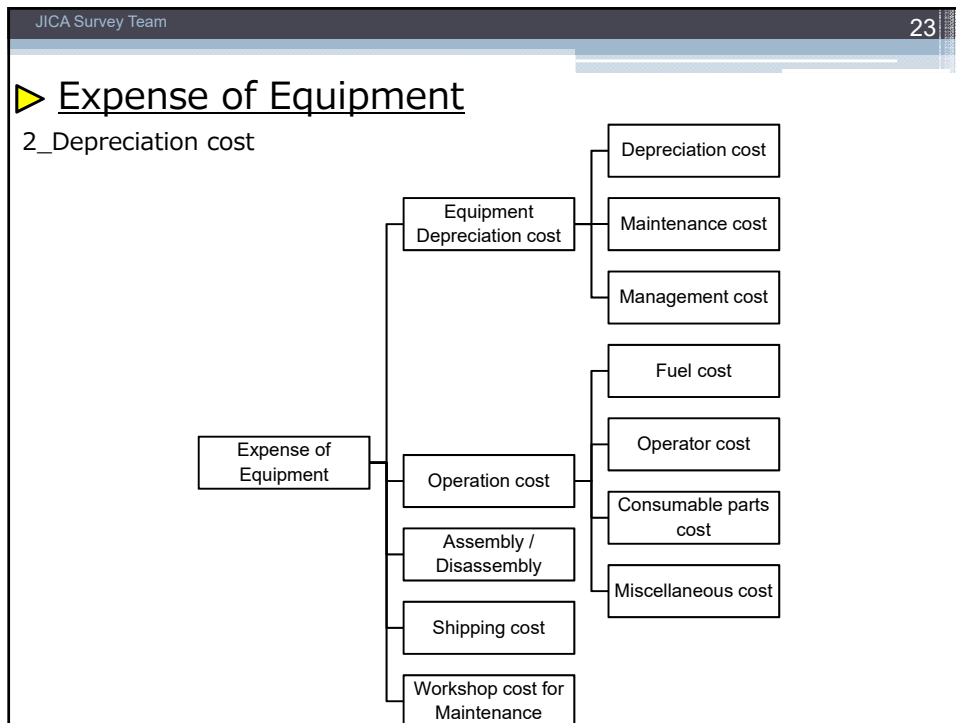 JICA Survey Team
23
Expense of Equipment
2_Depreciation cost
Expense of
Equipment
Equipment
Depreciation cost
Depreciation cost
Maintenance cost
Management cost
Operation cost
Fuel cost
Operator cost
Consumable parts
cost
Miscellaneous cost
Assembly /
Disassembly
Shipping cost
Workshop cost for
Maintenance